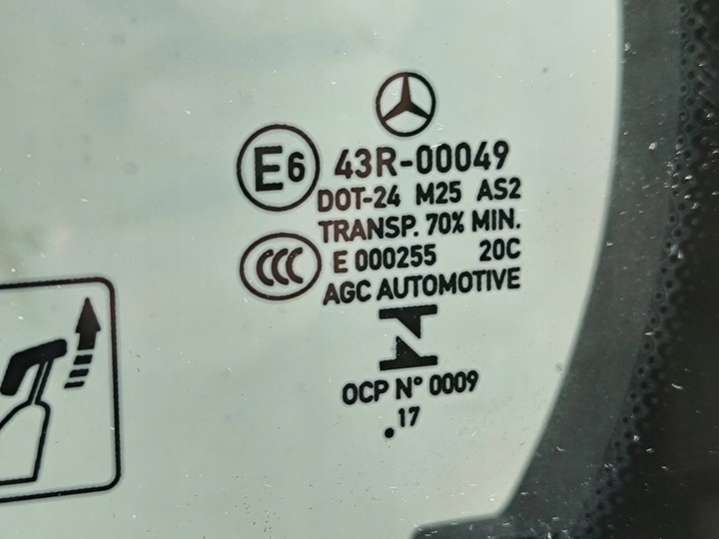 E6 43R-00049
DOT-24 M25 AS2
TRANSP. 70% MIN.
CCC E 000255 20C
AGC AUTOMOTIVE
OCP N° 0009
.17